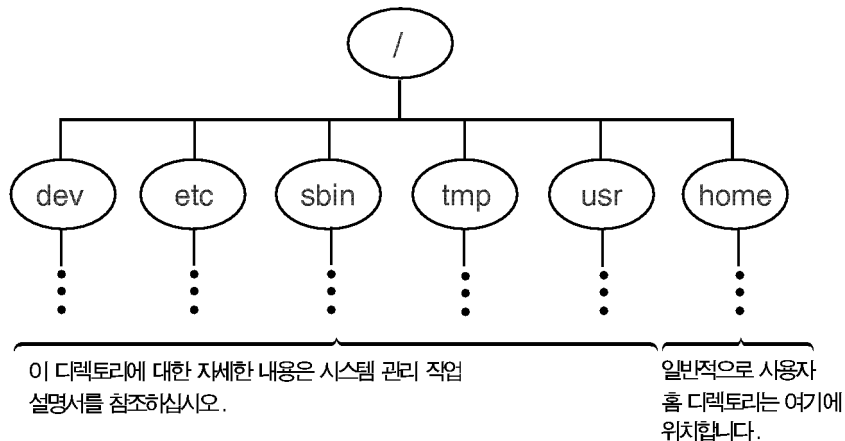 /
dev etc sbin tmp usr home
이 디렉토리에 대한 자세한 내용은 시스템 관리 작업
설명서를 참조하십시오.
일반적으로 사용자
홈 디렉토리는 여기에
위치합니다.